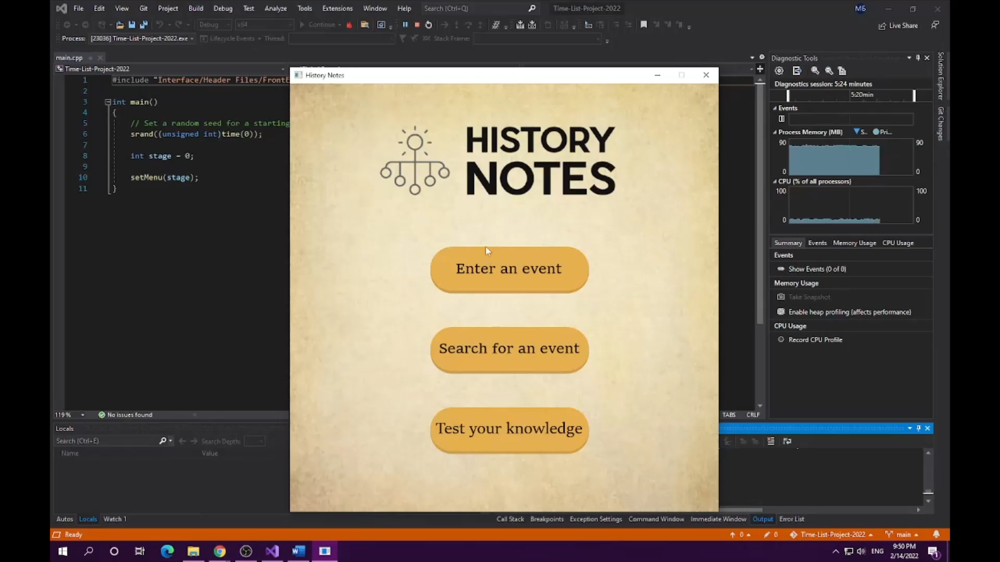 File Edit View Git Project Build Debug Test Analyze Tools Extensions Window Help Search (Ctrl+Q) Time-List-Project-2022 МБ
Debug x64 Continue Live Share
Process: [23036] Time-List-Project-2022.exe Lifecycle Events Thread: Stack Frame:
main.cpp
Time-List-Project-2022
1 #include "Interface/Header Files/FrontE
2
3 int main()
4 {
5 // Set a random seed for a starting
6 srand((unsigned int)time(0));
7
8 int stage = 0;
9
10 setMenu(stage);
11 }
119 % No issues found
TABS CRLF
History Notes
HISTORY
NOTES
Enter an event
Search for an event
Test your knowledge
Diagnostic Tools
Diagnostics session: 5:24 minutes
5:20min
Events
Process Memory (MB) S.. Pri...
90 90
0 0
CPU (% of all processors)
100 100
0 0
Summary Events Memory Usage CPU Usage
Events
Show Events (0 of 0)
Memory Usage
Take Snapshot
Enable heap profiling (affects performance)
CPU Usage
Record CPU Profile
Solution Explorer
Git Changes
Locals
Search (Ctrl+E) Search Depth:
Name Value
Autos Locals Watch 1
Call Stack Breakpoints Exception Settings Command Window Immediate Window Output Error List
Ready
0 0 Time-List-Project-2022 main
ENG
9:50 PM
2/14/2022
1